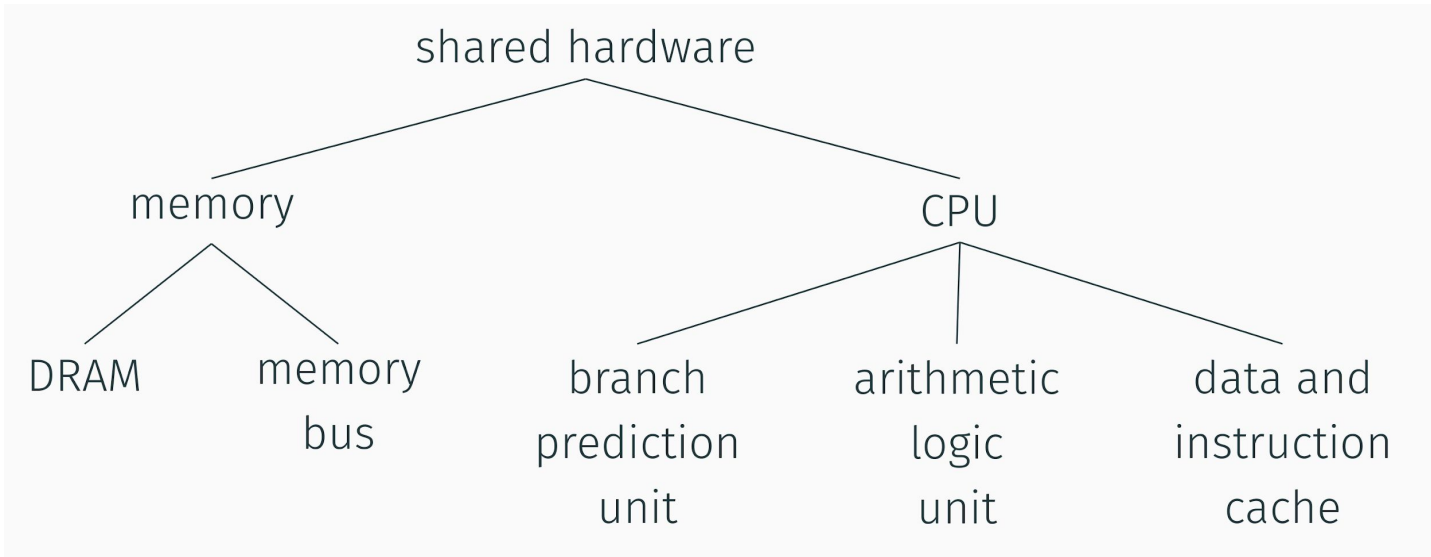 shared hardware
memory
CPU
DRAM
memory
bus
branch
prediction
unit
arithmetic
logic
unit
data and
instruction
cache